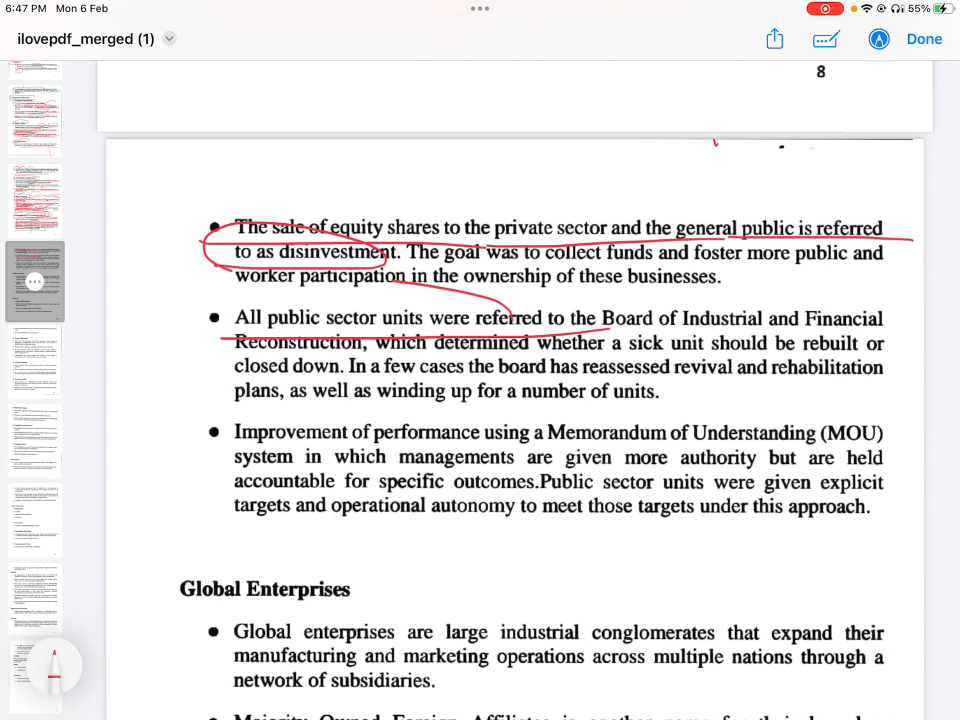 6:47 PM Mon 6 Feb
55%
ilovepdf_merged (1)
Done
8
The sale of equity shares to the private sector and the general public is referred
to as disinvestment. The goal was to collect funds and foster more public and
worker participation in the ownership of these businesses.
All public sector units were referred to the Board of Industrial and Financial
Reconstruction, which determined whether a sick unit should be rebuilt or
closed down. In a few cases the board has reassessed revival and rehabilitation
plans, as well as winding up for a number of units.
Improvement of performance using a Memorandum of Understanding (MOU)
system in which managements are given more authority but are held
accountable for specific outcomes.Public sector units were given explicit
targets and operational autonomy to meet those targets under this approach.
Global Enterprises
Global enterprises are large industrial conglomerates that expand their
manufacturing and marketing operations across multiple nations through a
network of subsidiaries.